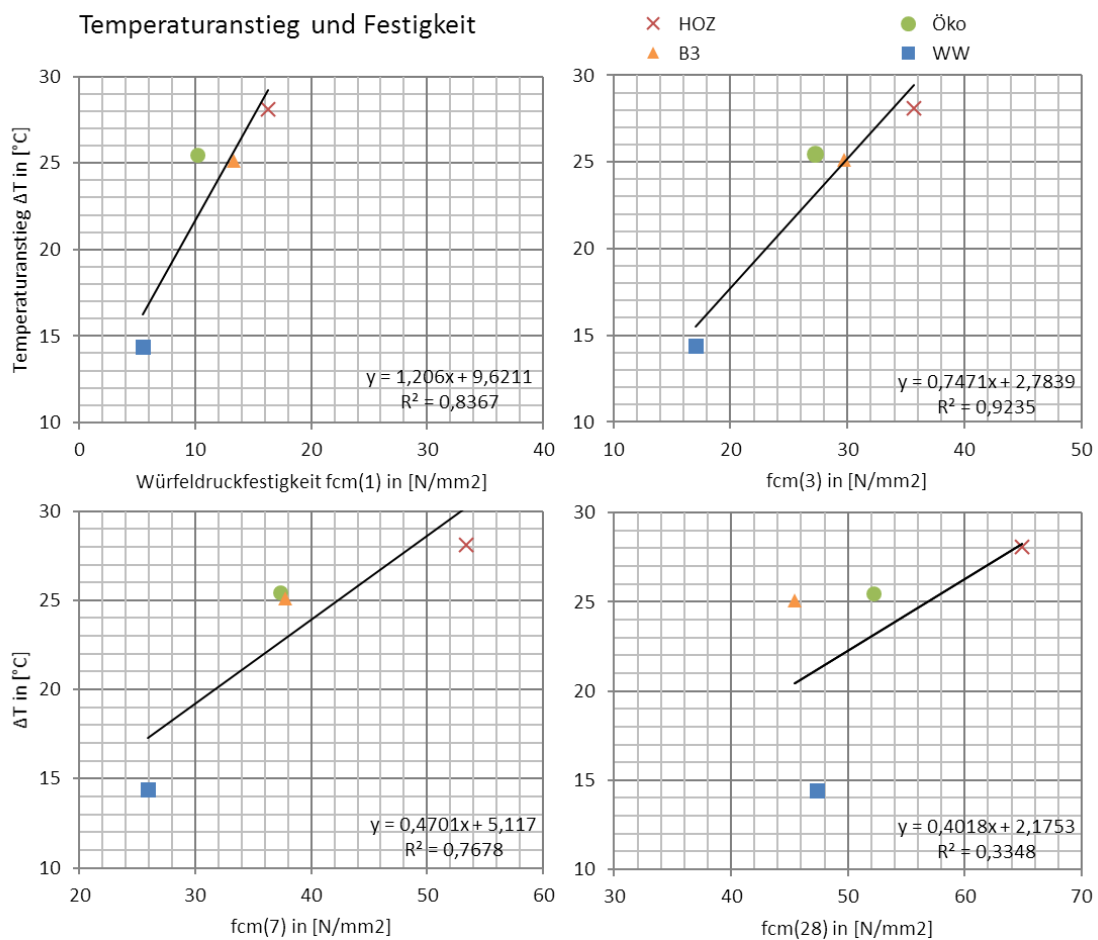 Temperaturanstieg und Festigkeit
HOZ
Öko
B3
WW
Temperaturanstieg ΔT in [°C]
30
25
20
15
10
y = 1,206x + 9,6211
R² = 0,8367
0 10 20 30 40
Würfeldruckfestigkeit fcm(1) in [N/mm2]
30
25
20
15
10
y = 0,7471x + 2,7839
R² = 0,9235
10 20 30 40 50
fcm(3) in [N/mm2]
ΔT in [°C]
30
25
20
15
10
y = 0,4701x + 5,117
R² = 0,7678
20 30 40 50 60
fcm(7) in [N/mm2]
30
25
20
15
10
y = 0,4018x + 2,1753
R² = 0,3348
30 40 50 60 70
fcm(28) in [N/mm2]